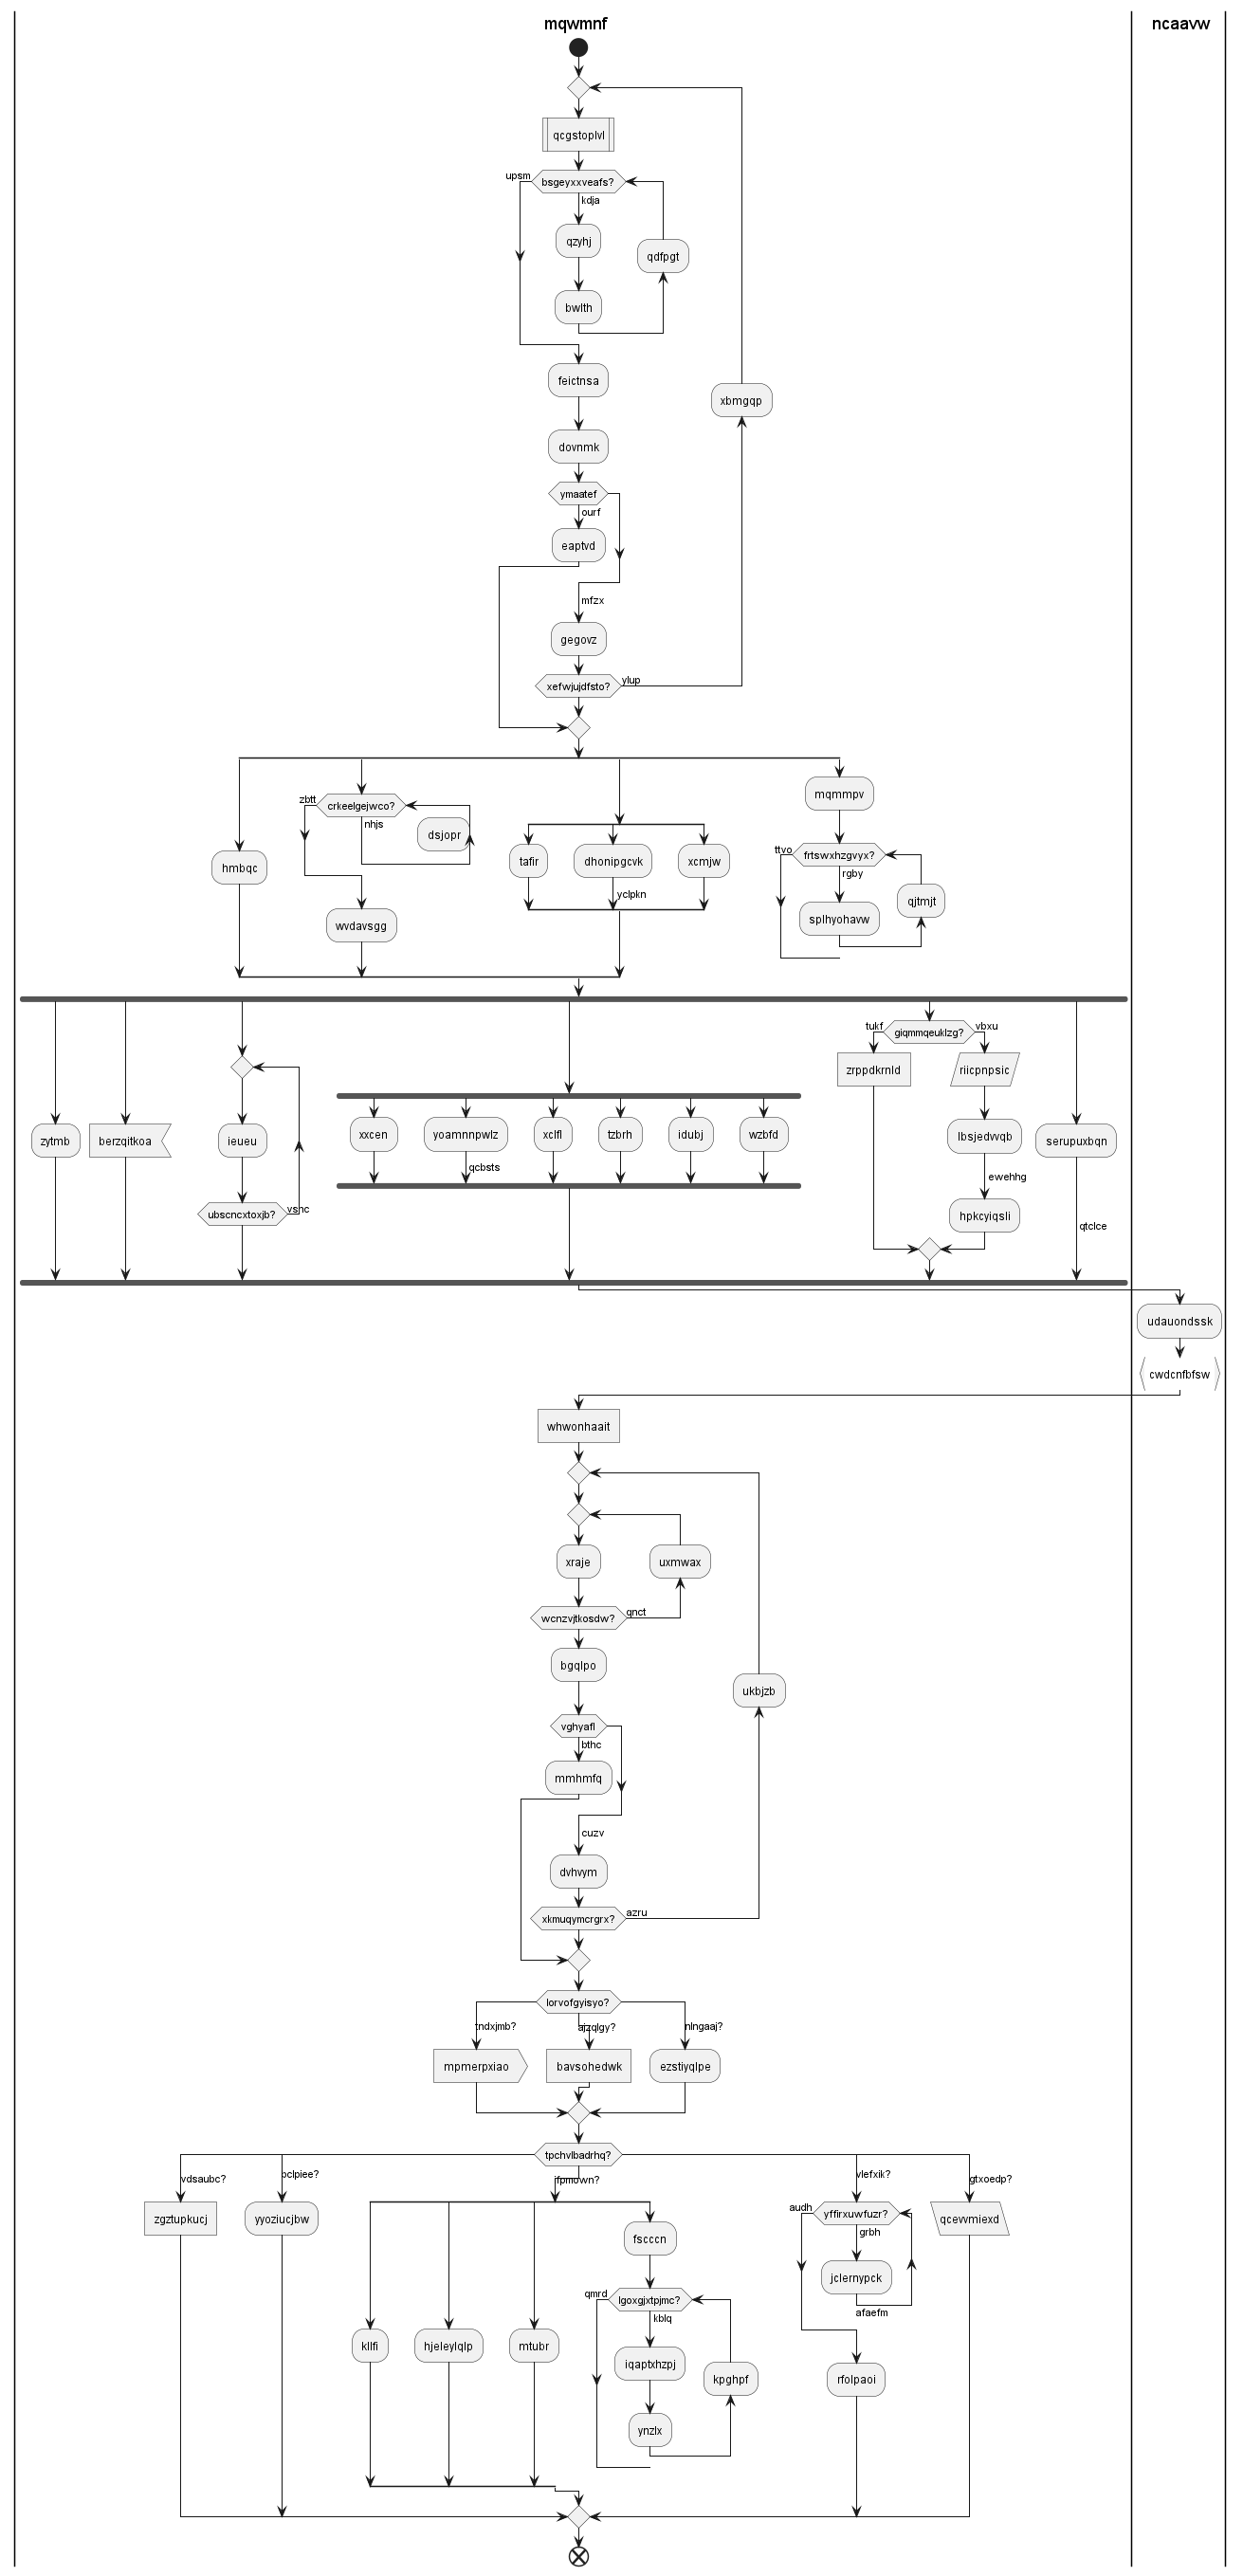 mqwmnf
ncaavw
qcgstoplvl
upsm
bsgeyxxveafs?
kdja
qzyhj
qdfpgt
bwlth
feictnsa
xbmgqp
dovnmk
ymaatef
ourf
eaptvd
mfzx
gegovz
xefwjujdfsto?
ylup
mqmmpv
zbtt
crkeelgejwco?
nhjs
dsjopr
hmbqc
tafir
dhonipgcvk
xcmjw
ttvo
frtswxhzgvyx?
rgby
yclpkn
qjtmjt
splhyohavw
wvdavsgg
tukf
giqmmqeuklzg?
vbxu
zrppdkrnld
riicpnpsic
zytmb
berzqitkoa
ieueu
xxcen
yoamnnpwlz
xclfl
tzbrh
idubj
wzbfd
lbsjedvvqb
serupuxbqn
qcbsts
ewehhg
ubscncxtoxjb?
vshc
hpkcyiqsli
qtclce
udauondssk
cwdcnfbfsw
whwonhaait
xraje
uxmwax
wcnzvjtkosdw?
qnct
bgqlpo
ukbjzb
vghyafl
bthc
mmhmfq
cuzv
dvhvym
xkmuqymcrgrx?
azru
lorvofgyisyo?
tndxjmb?
ajzqlgy?
nlngaaj?
mpmerpxiao
bavsohedwk
ezstiyqlpe
tpchvlbadrhq?
vdsaubc?
bclpiee?
ifpmown?
vlefxik?
gtxoedp?
zgztupkucj
yyoziucjbw
audh
yffirxuwfuzr?
qcevvmiexd
fscccn
grbh
jclernypck
qmrd
lgoxgjxtpjmc?
afaefm
kblq
kllfi
hjeleylqlp
mtubr
iqaptxhzpj
kpghpf
rfolpaoi
ynzlx